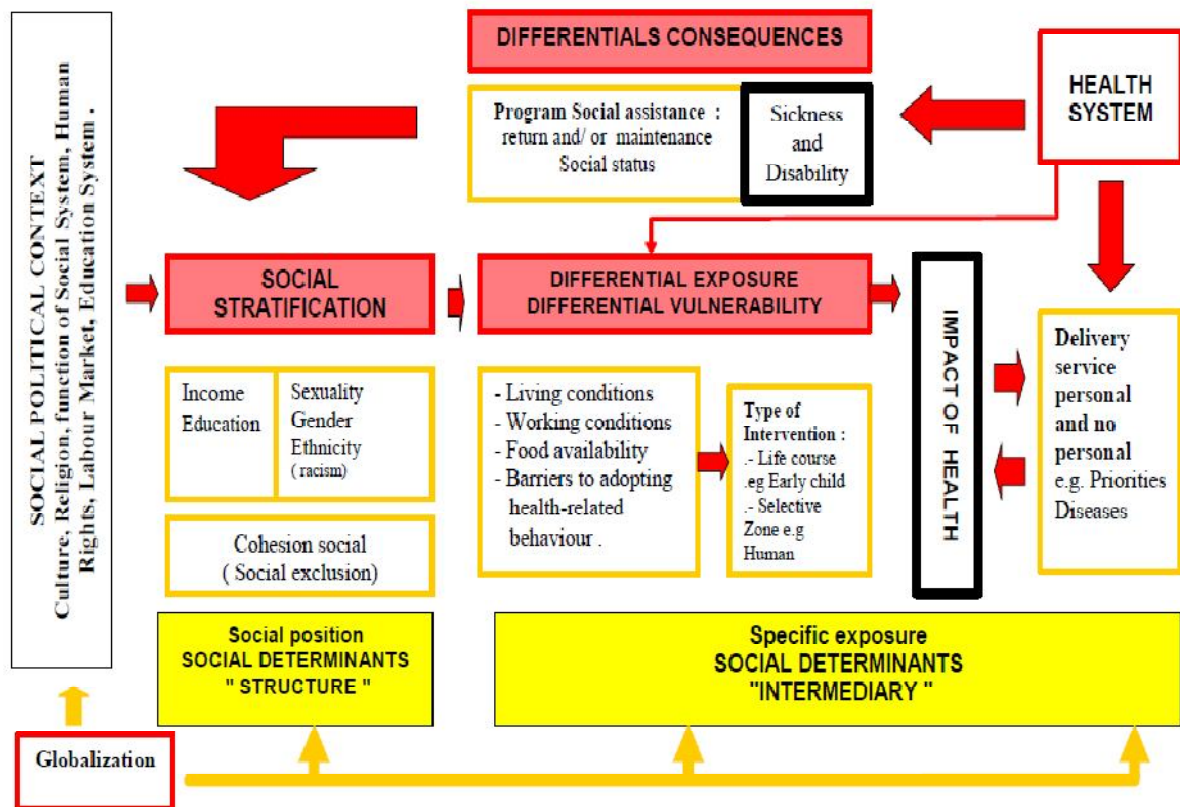 SOCIAL POLITICAL CONTEXT
Culture, Religion, function of Social System, Human
Rights, Labour Market, Education System .
DIFFERENTIALS CONSEQUENCES
Program Social assistance :
return and/ or maintenance
Social status
Sickness
and
Disability
HEALTH
SYSTEM
SOCIAL
STRATIFICATION
DIFFERENTIAL EXPOSURE
DIFFERENTIAL VULNERABILITY
IMPACT OF HEALTH
Income
Education
Sexuality
Gender
Ethnicity
( racism)
Cohesion social
( Social exclusion)
- Living conditions
- Working conditions
- Food availability
- Barriers to adopting
health-related
behaviour .
Type of
Intervention :
.- Life course
.eg Early child
.- Selective
Zone e.g
Human
Delivery
service
personal
and no
personal
e.g. Priorities
Diseases
Social position
SOCIAL DETERMINANTS
" STRUCTURE "
Specific exposure
SOCIAL DETERMINANTS
"INTERMEDIARY "
Globalization